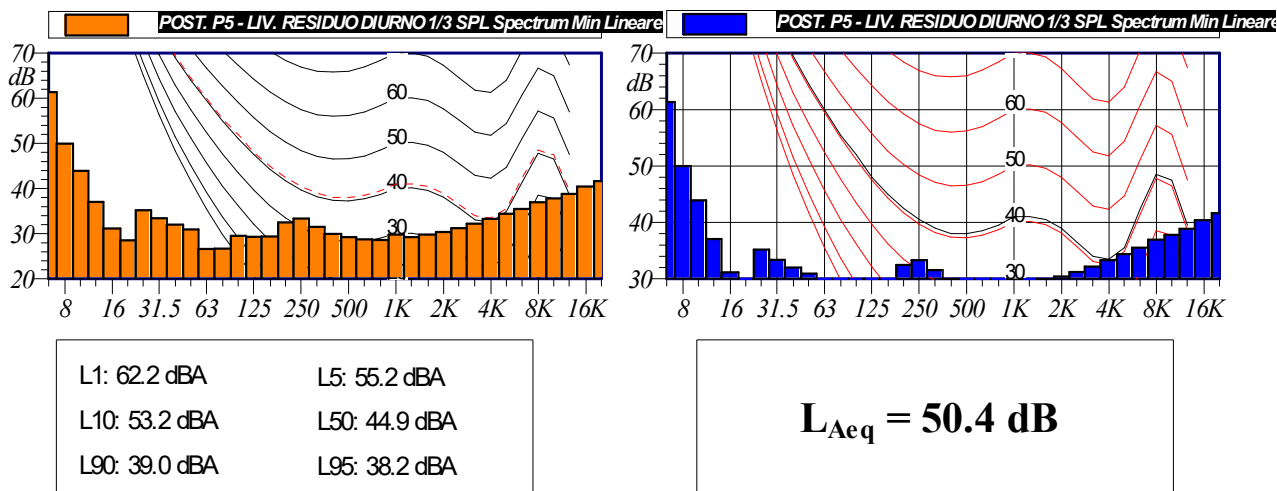 POST. P5 - LIV. RESIDUO DIURNO 1/3 SPL Spectrum Min Lineare
70
dB
60
50
40
30
20
60
50
40
30
8 16 31.5 63 125 250 500 1K 2K 4K 8K 16K
POST. P5 - LIV. RESIDUO DIURNO 1/3 SPL Spectrum Min Lineare
70
dB
60
50
40
30
60
50
40
30
8 16 31.5 63 125 250 500 1K 2K 4K 8K 16K
L1: 62.2 dBA L5: 55.2 dBA
L10: 53.2 dBA L50: 44.9 dBA
L90: 39.0 dBA L95: 38.2 dBA
LAeq = 50.4 dB